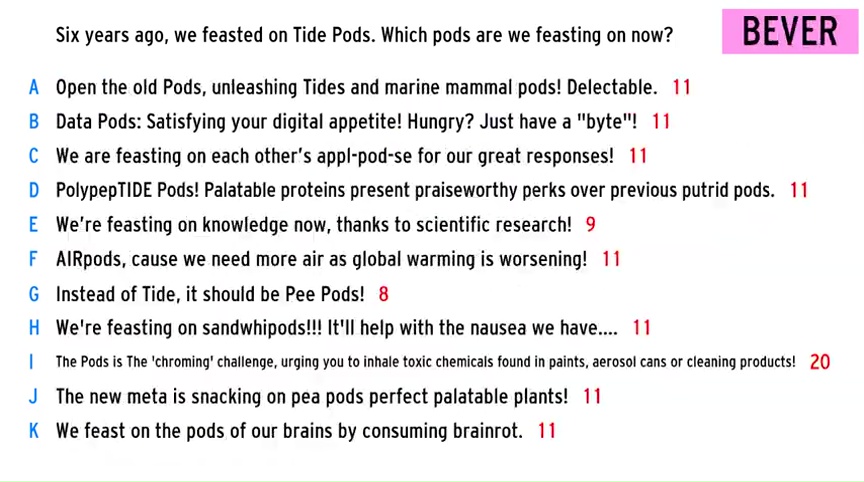 Six years ago, we feasted on Tide Pods. Which pods are we feasting on now?
BEVER
A Open the old Pods, unleashing Tides and marine mammal pods! Delectable. 11
B Data Pods: Satisfying your digital appetite! Hungry? Just have a "byte"! 11
C We are feasting on each other's appl-pod-se for our great responses! 11
D PolypepTIDE Pods! Palatable proteins present praiseworthy perks over previous putrid pods. 11
E We're feasting on knowledge now, thanks to scientific research! 9
F AIRpods, cause we need more air as global warming is worsening! 11
G Instead of Tide, it should be Pee Pods! 8
H We're feasting on sandwhipods!!! It'll help with the nausea we have.... 11
I The Pods is The 'chroming' challenge, urging you to inhale toxic chemicals found in paints, aerosol cans or cleaning products! 20
J The new meta is snacking on pea pods perfect palatable plants! 11
K We feast on the pods of our brains by consuming brainrot. 11